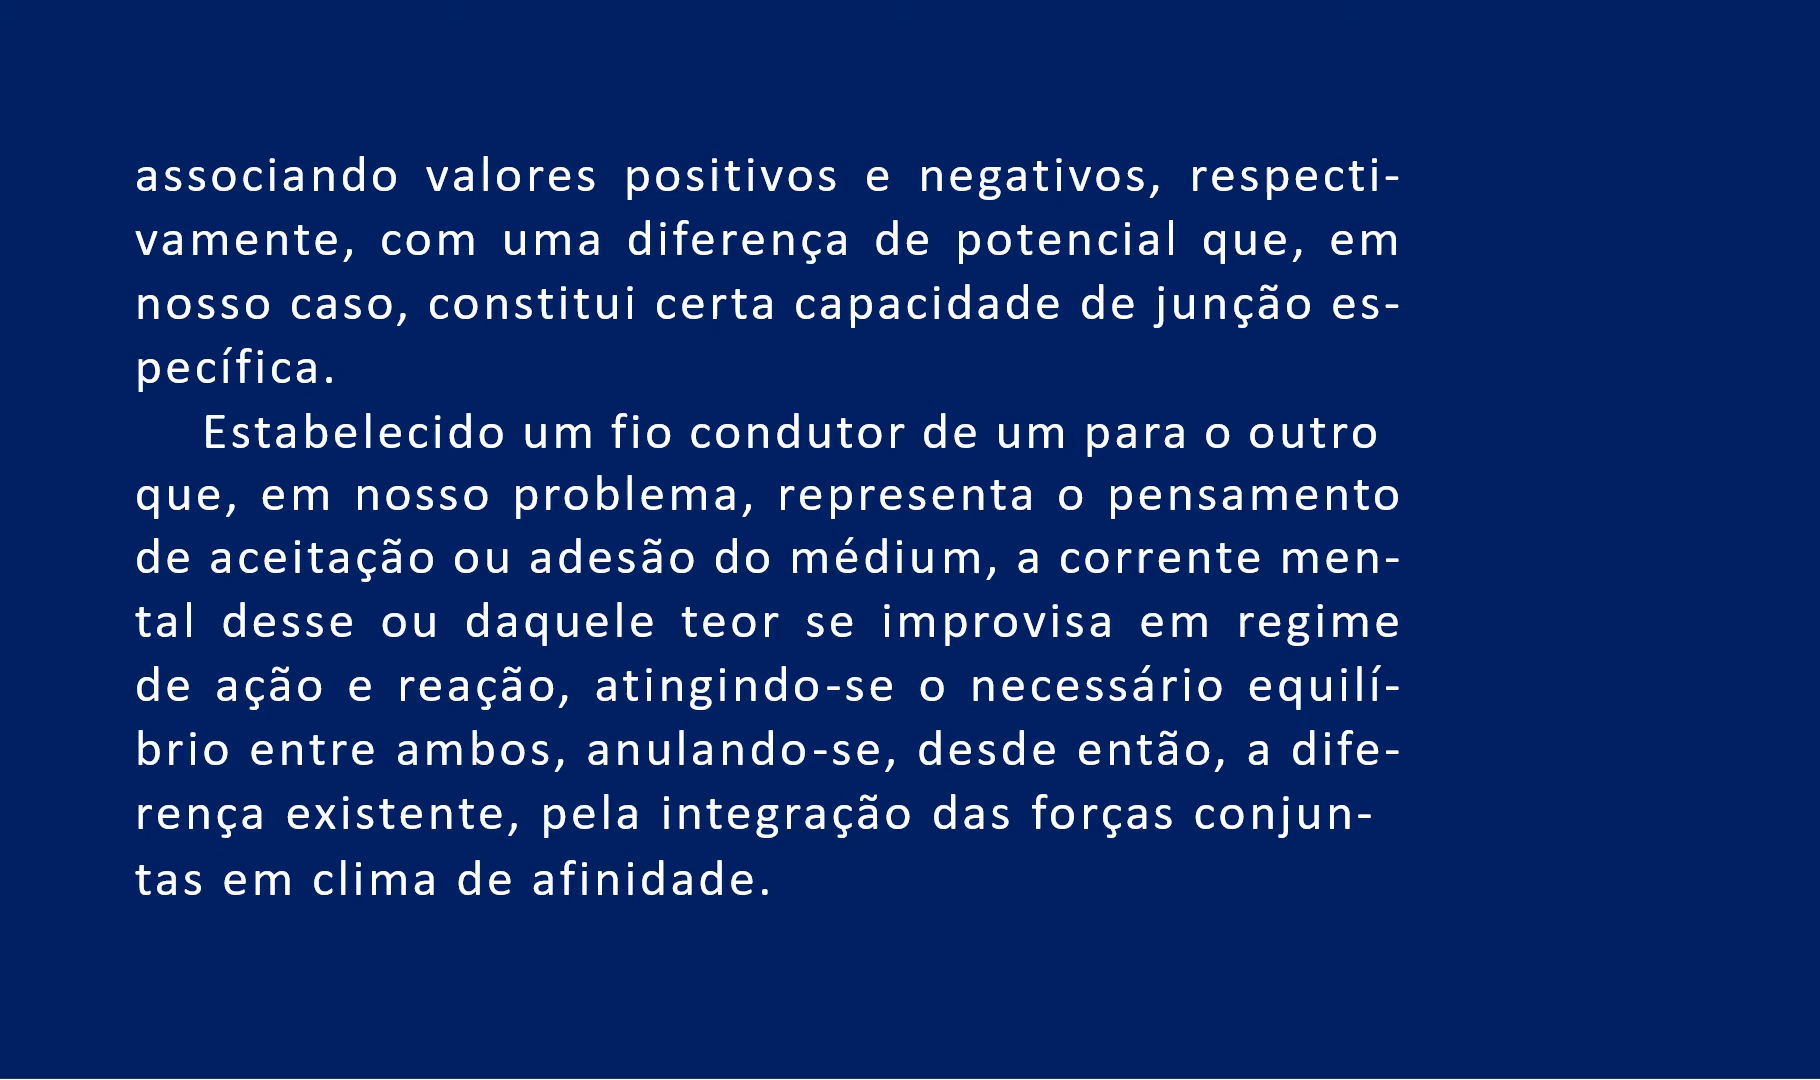 associando valores positivos e negativos, respecti-
vamente, com uma diferença de potencial que, em
nosso caso, constitui certa capacidade de junção es-
pecífica.
Estabelecido um fio condutor de um para o outro
que, em nosso problema, representa o pensamento
de aceitação ou adesão do médium, a corrente men-
tal desse ou daquele teor se improvisa em regime
de ação e reação, atingindo-se o necessário equilí-
brio entre ambos, anulando-se, desde então, a dife-
rença existente, pela integração das forças conjun-
tas em clima de afinidade.